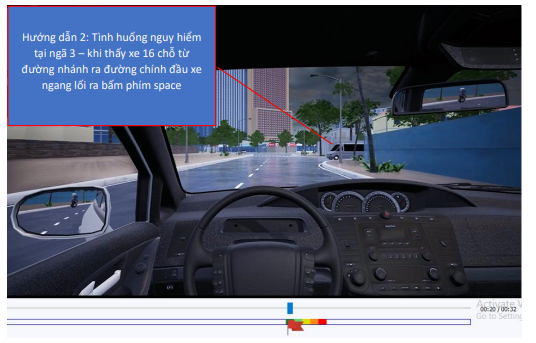 Hướng dẫn 2: Tình huống nguy hiểm
tại ngã 3 – khi thấy xe 16 chỗ từ
đường nhánh ra đường chính đầu xe
ngang lối ra bấm phím space
Activate
00:20 / 00:32
Go to Setting